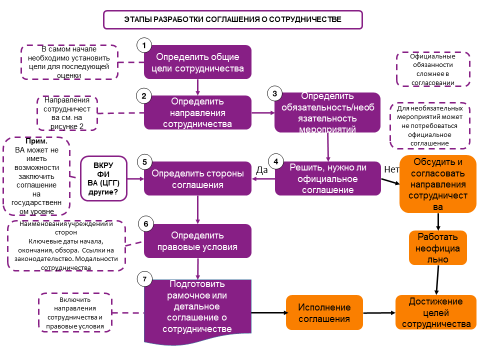 ЭТАПЫ РАЗРАБОТКИ СОГЛАШЕНИЯ О СОТРУДНИЧЕСТВЕ
В самом начале
необходимо установить
цели для последующей
оценки
1
Определить общие
цели сотрудничества
Официальные
обязанности
сложнее в
согласовании
Направления
сотрудничест
ва см. на
рисунке 2
2
Определить
направления
сотрудничества
3
Определить
обязательность/необ
язательность
мероприятий
Для необязательных
мероприятий может
не потребоваться
официальное
соглашение
Прим.
ВА может не
иметь
возможности
заключить
соглашение
на
государственн
ом уровне
ВКРУ
ФИ
ВА (ЦГГ)
другие?
5
Определить стороны
соглашения
Да
4
Решить, нужно ли
официальное
соглашение
Нет
Обсудить и
согласовать
направления
сотрудничест
ва
Наименования учреждений и
сторон
Ключевые даты начала,
окончания, обзора. Ссылки на
законодательство. Модальности
сотрудничества
6
Определить
правовые условия
Работать
неофициа
льно
7
Подготовить
рамочное или
детальное
соглашение о
сотрудничестве
Включить
направления
сотрудничества и
правовые условия
Исполнение
соглашения
Достижение
целей
сотрудничества